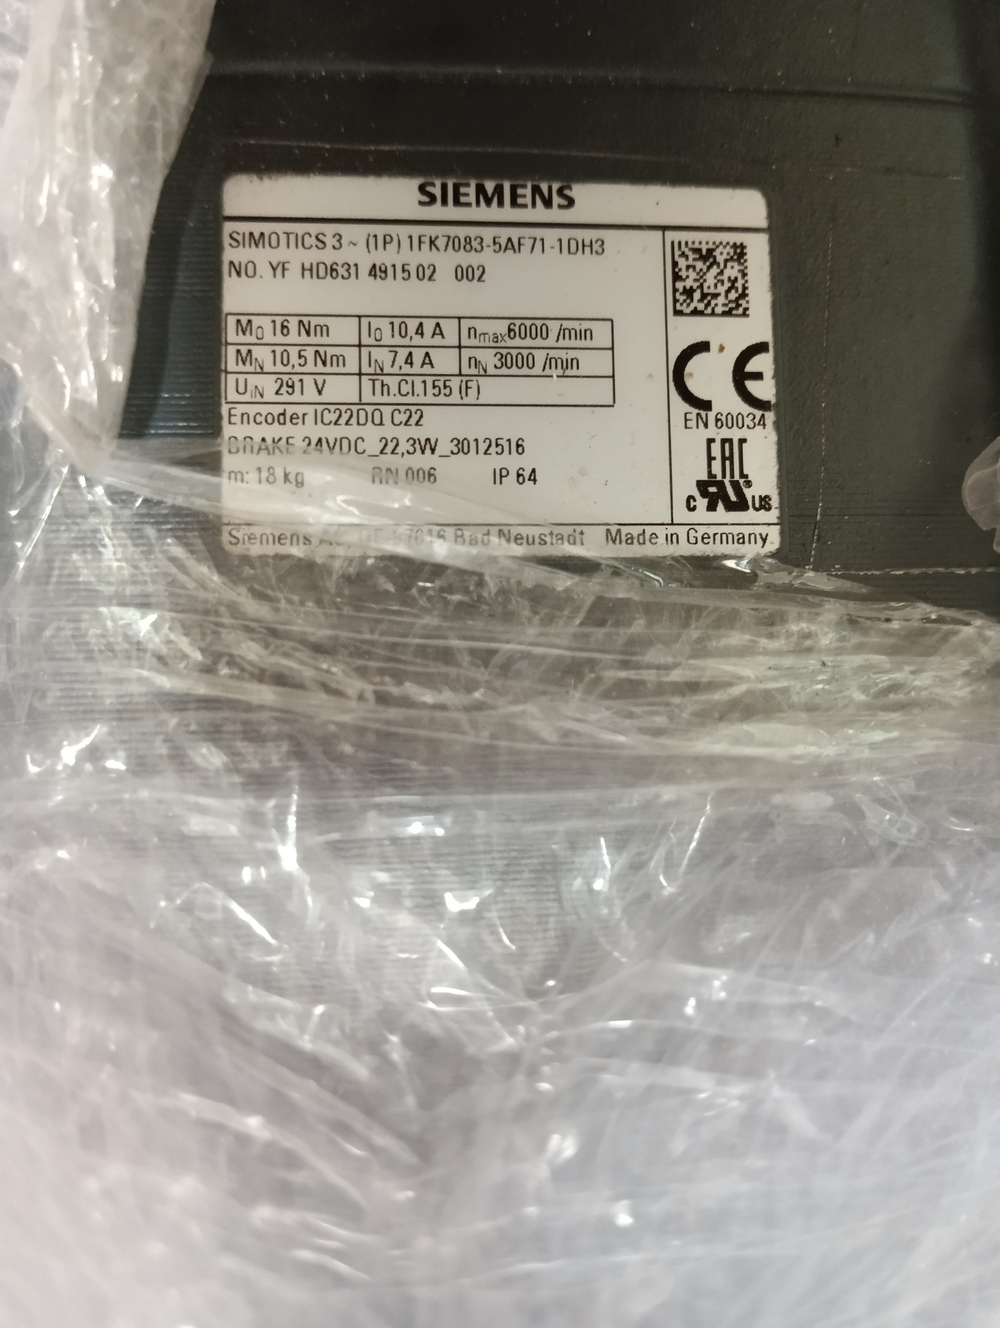 SIEMENS
SIMOTICS 3 ~ (1P) 1FK7083-5AF71-1DH3
NO. YF HD631 4915 02 002
M0 16 Nm I0 10,4 A nmax 6000 /min
MN 10,5 Nm IN 7,4 A nN 3000 /min
UIN 291 V Th.Cl.155 (F)
Encoder IC22DQ C22
BRAKE 24VDC_22,3W_3012516
m: 18 kg RN 006 IP 64
CE
EN 60034
EAC
c RU ® US
Siemens Bad Neustadt Made in Germany